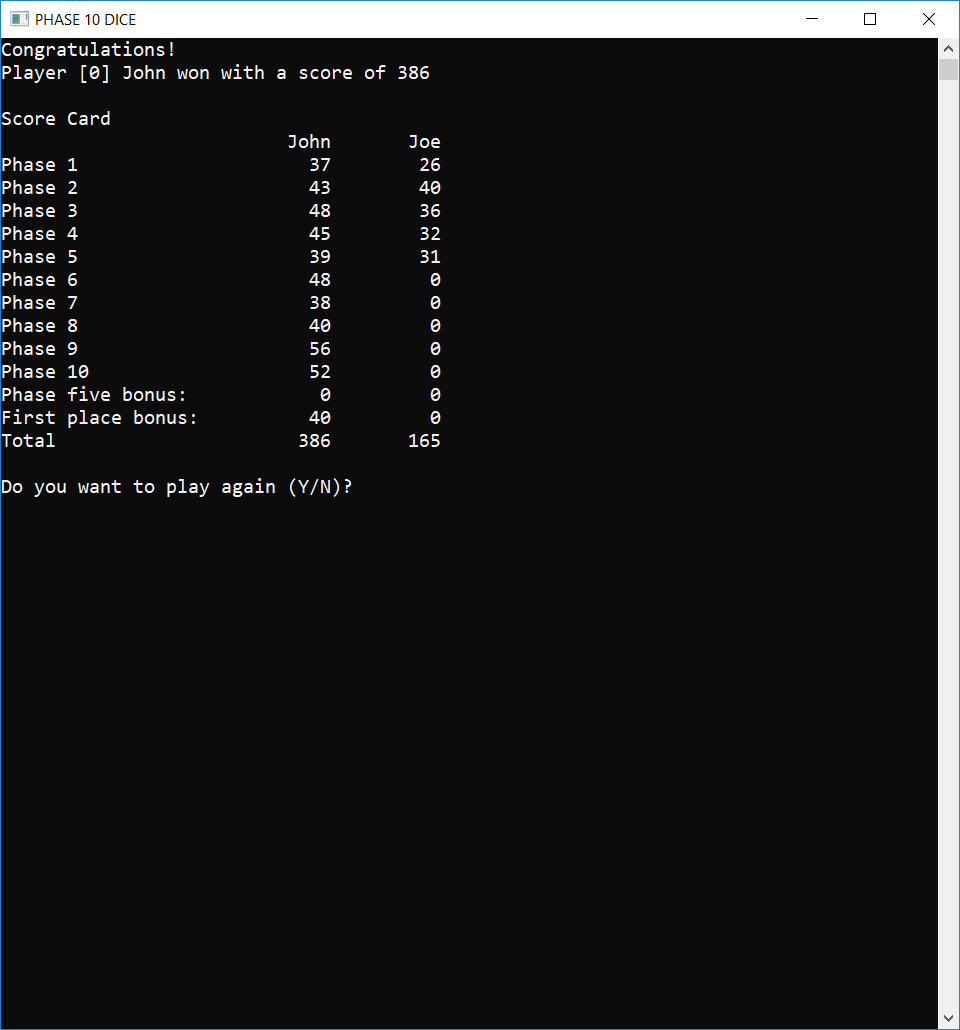 PHASE 10 DICE
Congratulations!
Player [0] John won with a score of 386
Score Card
John Joe
Phase 1 37 26
Phase 2 43 40
Phase 3 48 36
Phase 4 45 32
Phase 5 39 31
Phase 6 48 0
Phase 7 38 0
Phase 8 40 0
Phase 9 56 0
Phase 10 52 0
Phase five bonus: 0 0
First place bonus: 40 0
Total 386 165
Do you want to play again (Y/N)?